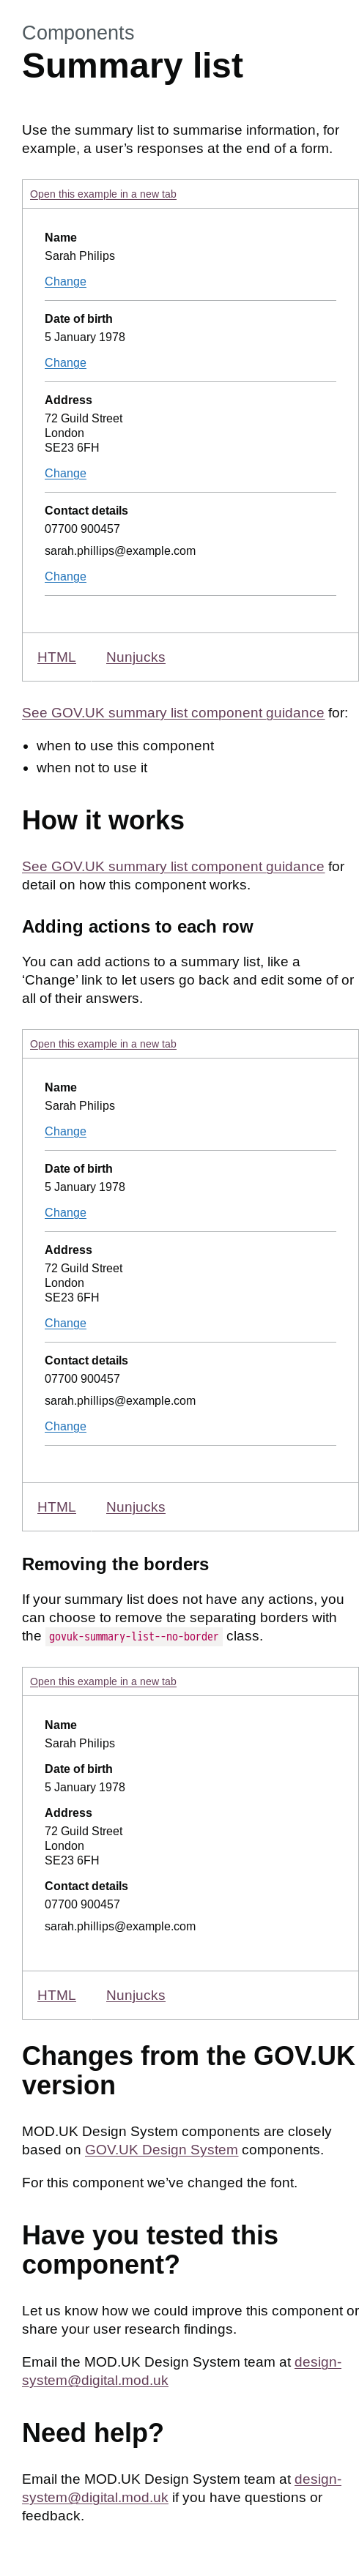 Components
Summary list
Use the summary list to summarise information, for
example, a user’s responses at the end of a form.
Open this example in a new tab
Name
Sarah Philips
Change
Date of birth
5 January 1978
Change
Address
72 Guild Street
London
SE23 6FH
Change
Contact details
07700 900457
sarah.phillips@example.com
Change
HTML Nunjucks
See GOV.UK summary list component guidance for:
• when to use this component
• when not to use it
How it works
See GOV.UK summary list component guidance for
detail on how this component works.
Adding actions to each row
You can add actions to a summary list, like a
‘Change’ link to let users go back and edit some of or
all of their answers.
Open this example in a new tab
Name
Sarah Philips
Change
Date of birth
5 January 1978
Change
Address
72 Guild Street
London
SE23 6FH
Change
Contact details
07700 900457
sarah.phillips@example.com
Change
HTML Nunjucks
Removing the borders
If your summary list does not have any actions, you
can choose to remove the separating borders with
the govuk-summary-list--no-border class.
Open this example in a new tab
Name
Sarah Philips
Date of birth
5 January 1978
Address
72 Guild Street
London
SE23 6FH
Contact details
07700 900457
sarah.phillips@example.com
HTML Nunjucks
Changes from the GOV.UK
version
MOD.UK Design System components are closely
based on GOV.UK Design System components.
For this component we’ve changed the font.
Have you tested this
component?
Let us know how we could improve this component or
share your user research findings.
Email the MOD.UK Design System team at design-
system@digital.mod.uk
Need help?
Email the MOD.UK Design System team at design-
system@digital.mod.uk if you have questions or
feedback.